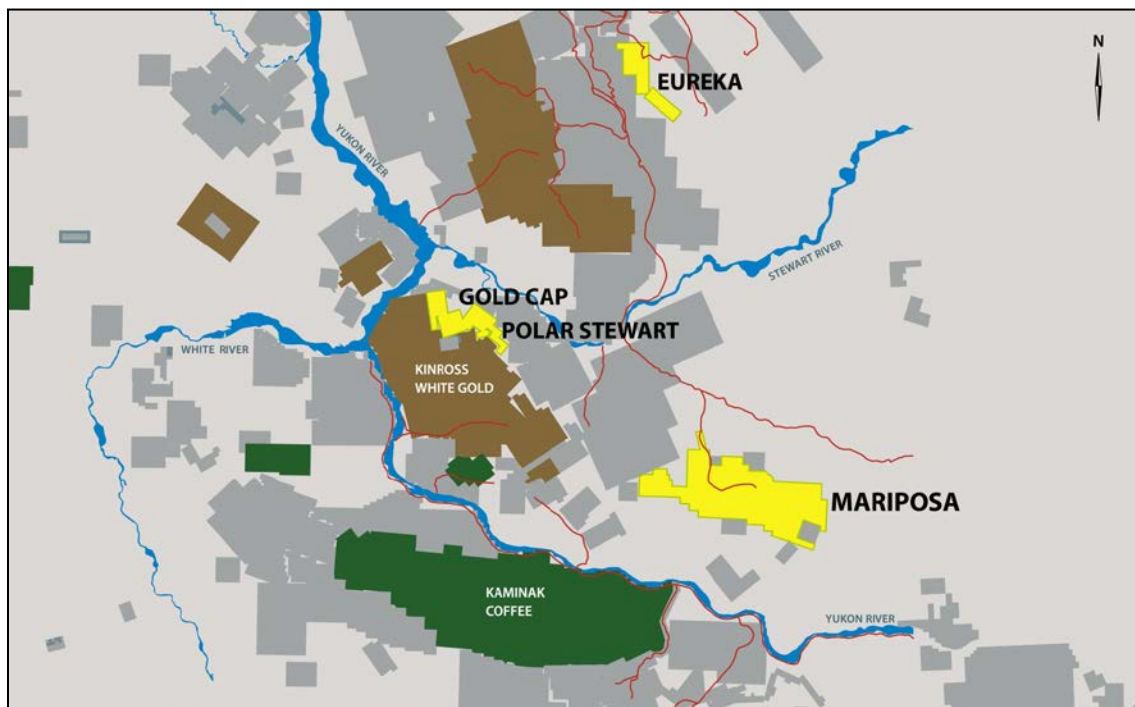 N
EUREKA
YUKON RIVER
STEWART RIVER
GOLD CAP
POLAR STEWART
WHITE RIVER
KINROSS
WHITE GOLD
MARIPOSA
KAMINAK
COFFEE
YUKON RIVER